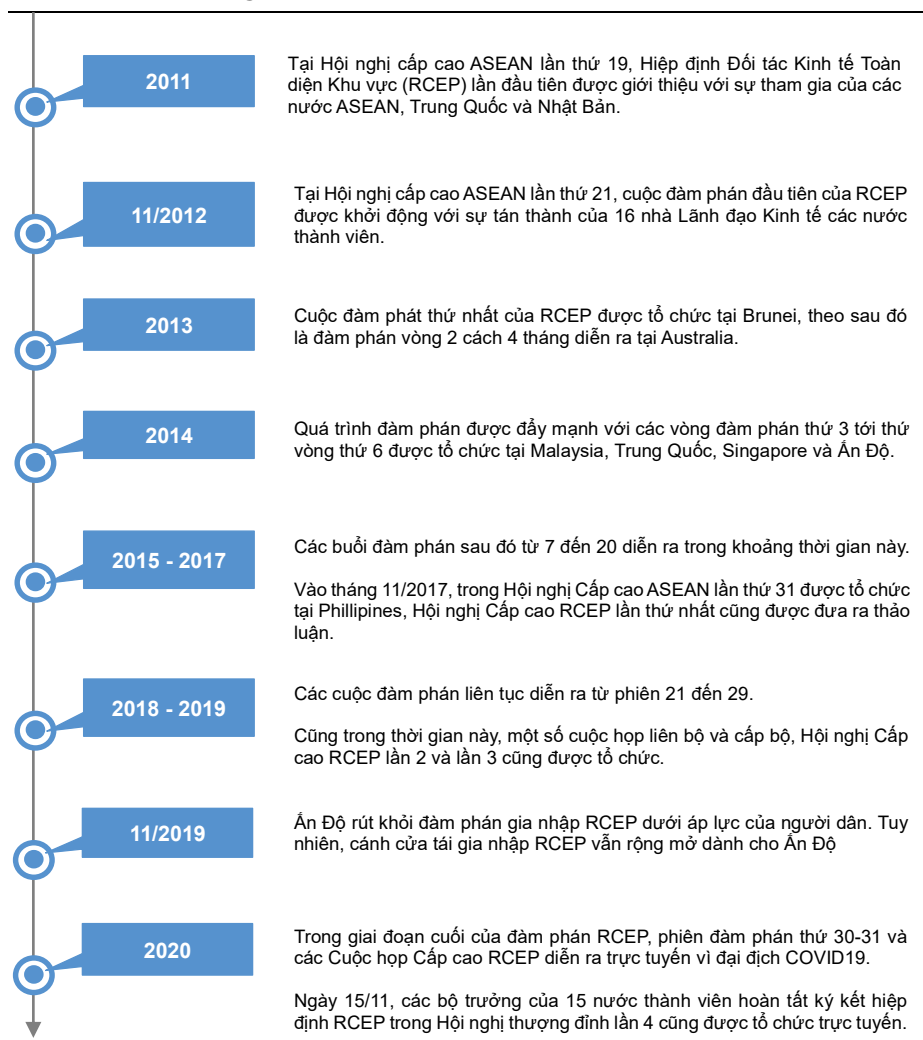 2011
Tại Hội nghị cấp cao ASEAN lần thứ 19, Hiệp định Đối tác Kinh tế Toàn
diện Khu vực (RCEP) lần đầu tiên được giới thiệu với sự tham gia của các
nước ASEAN, Trung Quốc và Nhật Bản.
11/2012
Tại Hội nghị cấp cao ASEAN lần thứ 21, cuộc đàm phán đầu tiên của RCEP
được khởi động với sự tán thành của 16 nhà Lãnh đạo Kinh tế các nước
thành viên.
2013
Cuộc đàm phát thứ nhất của RCEP được tổ chức tại Brunei, theo sau đó
là đàm phán vòng 2 cách 4 tháng diễn ra tại Australia.
2014
Quá trình đàm phán được đẩy mạnh với các vòng đàm phán thứ 3 tới thứ
vòng thứ 6 được tổ chức tại Malaysia, Trung Quốc, Singapore và Ấn Độ.
2015 - 2017
Các buổi đàm phán sau đó từ 7 đến 20 diễn ra trong khoảng thời gian này.
Vào tháng 11/2017, trong Hội nghị Cấp cao ASEAN lần thứ 31 được tổ chức
tại Phillipines, Hội nghị Cấp cao RCEP lần thứ nhất cũng được đưa ra thảo
luận.
2018 - 2019
Các cuộc đàm phán liên tục diễn ra từ phiên 21 đến 29.
Cũng trong thời gian này, một số cuộc họp liên bộ và cấp bộ, Hội nghị Cấp
cao RCEP lần 2 và lần 3 cũng được tổ chức.
11/2019
Ấn Độ rút khỏi đàm phán gia nhập RCEP dưới áp lực của người dân. Tuy
nhiên, cánh cửa tái gia nhập RCEP vẫn rộng mở dành cho Ấn Độ
2020
Trong giai đoạn cuối của đàm phán RCEP, phiên đàm phán thứ 30-31 và
các Cuộc họp Cấp cao RCEP diễn ra trực tuyến vì đại địch COVID19.
Ngày 15/11, các bộ trưởng của 15 nước thành viên hoàn tất ký kết hiệp
định RCEP trong Hội nghị thượng đỉnh lần 4 cũng được tổ chức trực tuyến.